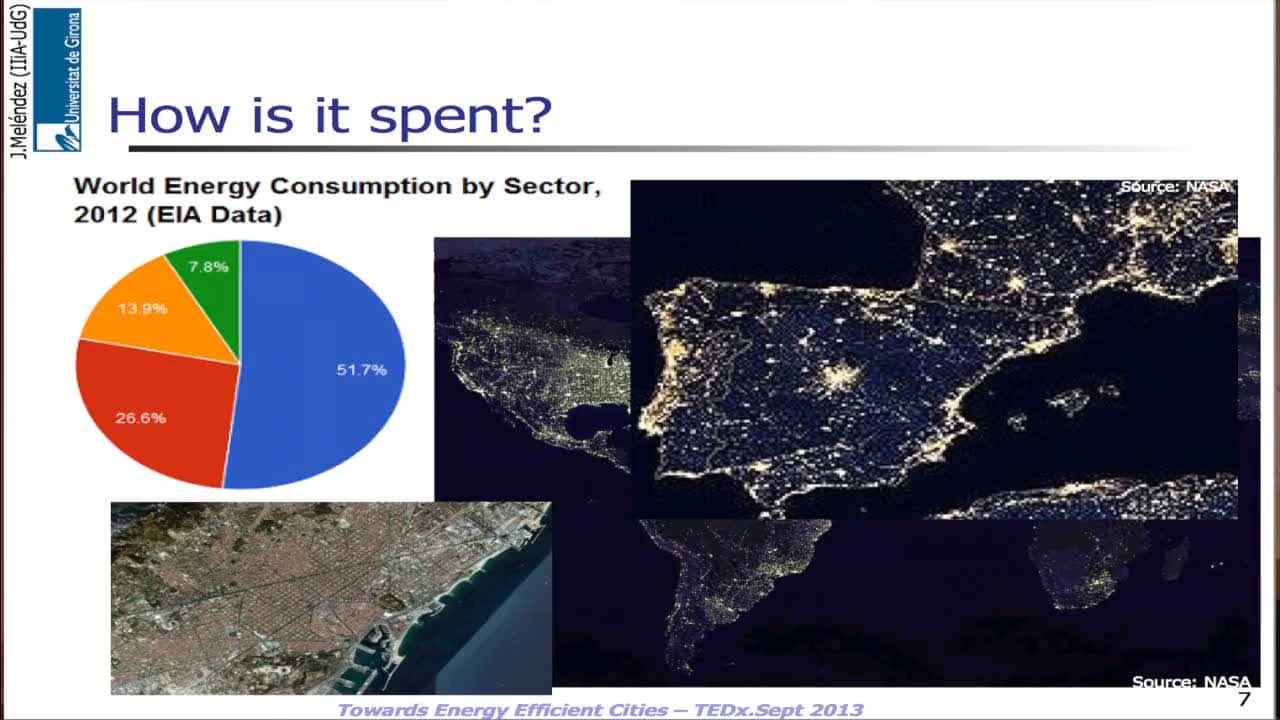 J.Meléndez (IIiA-UdG)
Universitat de Girona
How is it spent?
World Energy Consumption by Sector,
2012 (EIA Data)
7.8%
13.9%
51.7%
26.6%
Source: NASA
Source: NASA
7
Towards Energy Efficient Cities – TEDx.Sept 2013